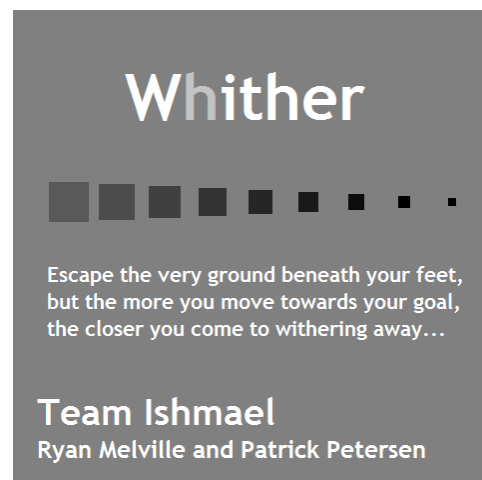 Whither
Escape the very ground beneath your feet,
but the more you move towards your goal,
the closer you come to withering away...
Team Ishmael
Ryan Melville and Patrick Petersen